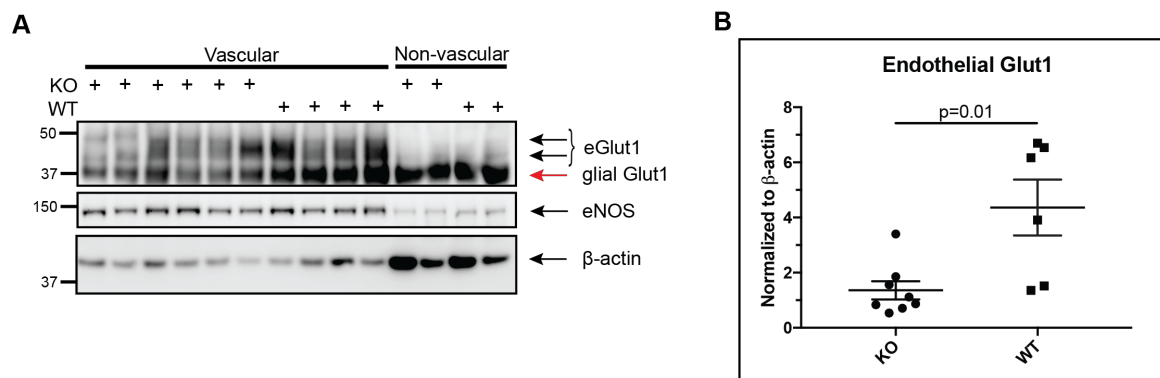 A
Vascular
Non-vascular
KO + + + + + + + +
WT + + + + + +
50
eGlut1
37
glial Glut1
150
eNOS
β-actin
37
B
Endothelial Glut1
p=0.01
Normalized to β-actin
8
6
4
2
0
KO
WT